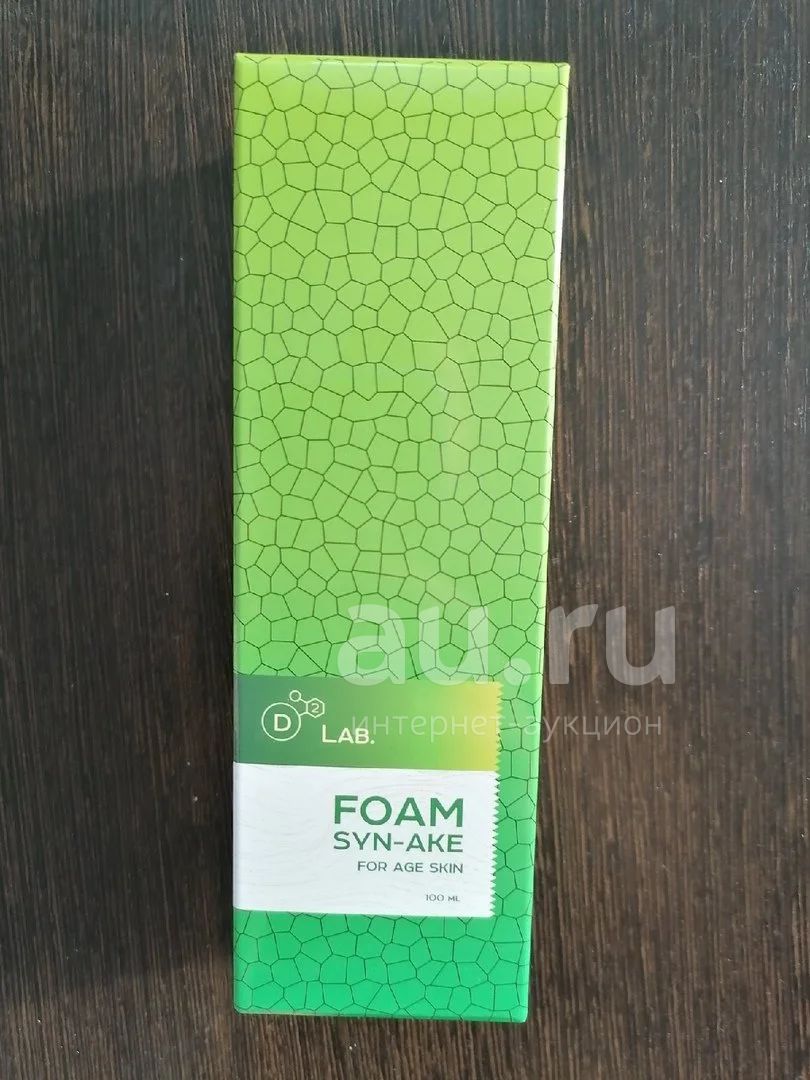 au.ru
интернет-аукцион
D 2
LAB.
FOAM
SYN-AKE
FOR AGE SKIN
100 ML